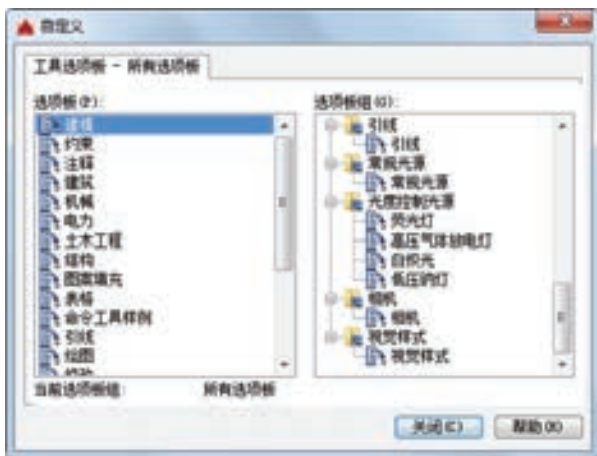 自定义
工具选项板 - 所有选项板
选项板(P):
建模
约束
注释
建筑
机械
电力
土木工程
结构
图案填充
表格
命令工具样例
引线
绘图
修改
选项板组(G):
引线
引线
常规光源
常规光源
光度控制光源
荧光灯
高压气体放电灯
白炽光
低压钠灯
相机
相机
视觉样式
视觉样式
当前选项板组:
所有选项板
关闭(C)
帮助(H)